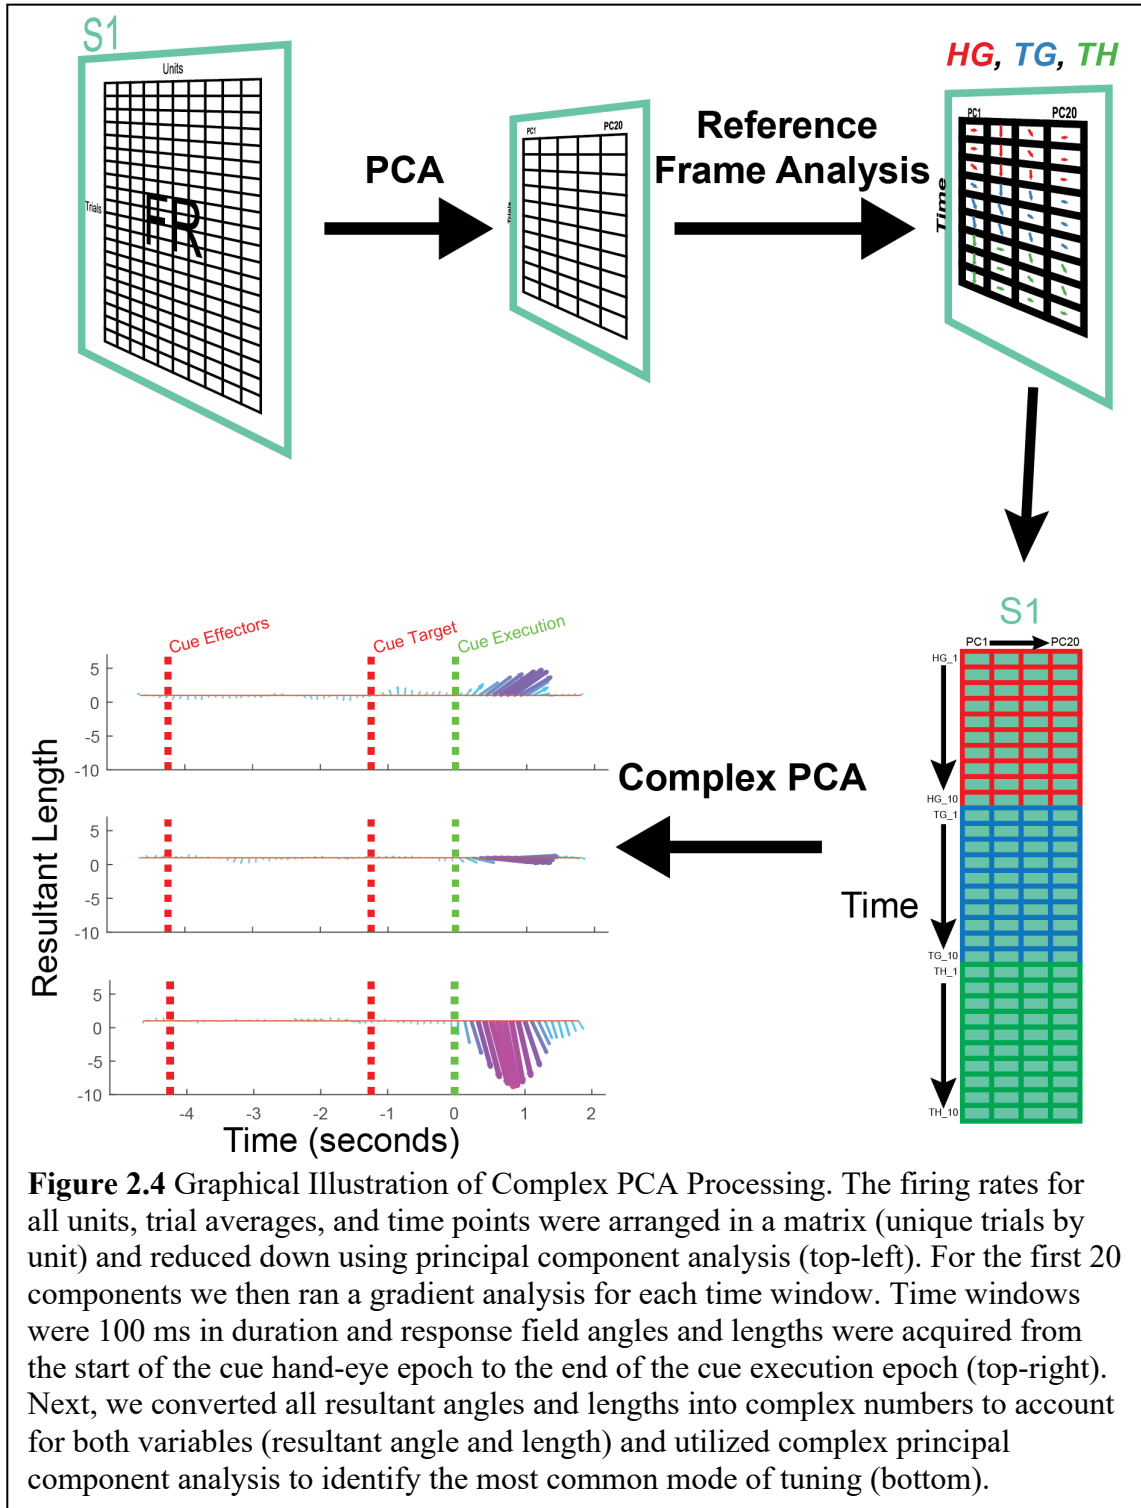 S1
Units
Trials
FR
PCA
PC1 PC20
Trials
Reference
Frame Analysis
HG, TG, TH
PC1 PC20
Time
S1
PC1 PC20
HG_1
HG_10
TG_1
Time
TG_10
TH_1
TH_10
Complex PCA
Cue Effectors
Cue Target
Cue Execution
Resultant Length
5
0
-5
-10
5
0
-5
-10
5
0
-5
-10
-4 -3 -2 -1 0 1 2
Time (seconds)
Figure 2.4 Graphical Illustration of Complex PCA Processing. The firing rates for
all units, trial averages, and time points were arranged in a matrix (unique trials by
unit) and reduced down using principal component analysis (top-left). For the first 20
components we then ran a gradient analysis for each time window. Time windows
were 100 ms in duration and response field angles and lengths were acquired from
the start of the cue hand-eye epoch to the end of the cue execution epoch (top-right).
Next, we converted all resultant angles and lengths into complex numbers to account
for both variables (resultant angle and length) and utilized complex principal
component analysis to identify the most common mode of tuning (bottom).